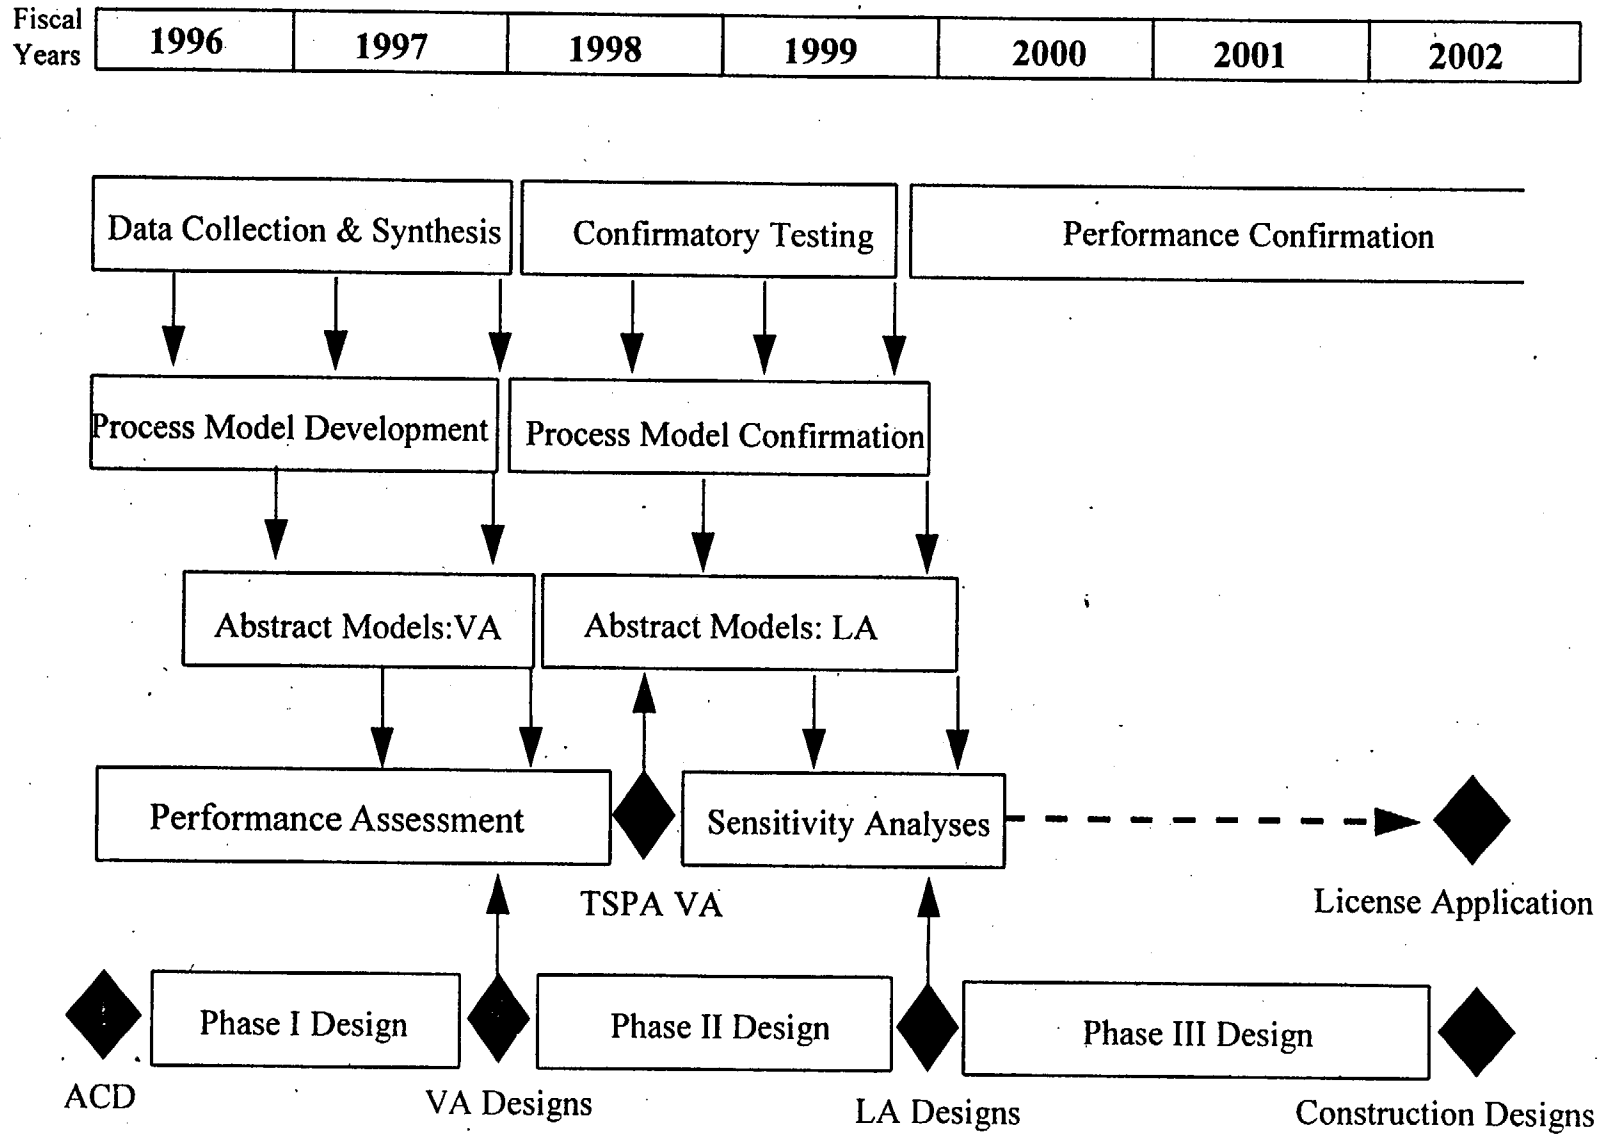 Fiscal
Years
1996 1997 1998 1999 2000 2001 2002
Data Collection & Synthesis Confirmatory Testing Performance Confirmation
Process Model Development Process Model Confirmation
Abstract Models:VA Abstract Models: LA
Performance Assessment Sensitivity Analyses
TSPA VA License Application
Phase I Design Phase II Design Phase III Design
ACD VA Designs LA Designs Construction Designs